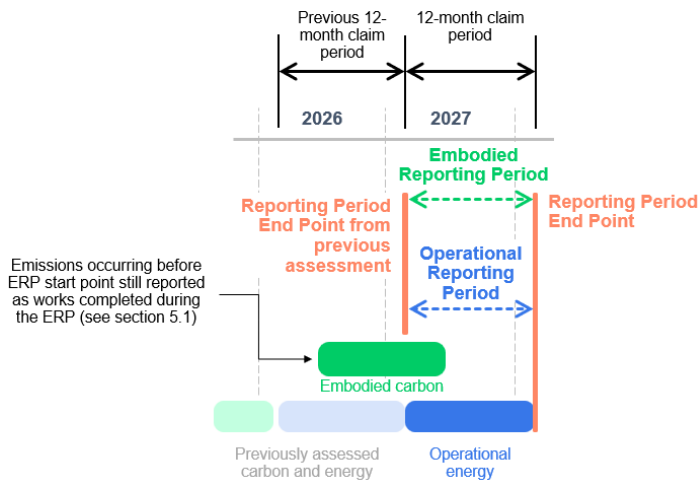 Previous 12-
month claim
period
12-month claim
period
2026
2027
Embodied
Reporting Period
Reporting Period
End Point from
previous
assessment
Reporting Period
End Point
Operational
Reporting
Period
Emissions occurring before
ERP start point still reported
as works completed during
the ERP (see section 5.1)
Embodied carbon
Previously assessed
carbon and energy
Operational
energy